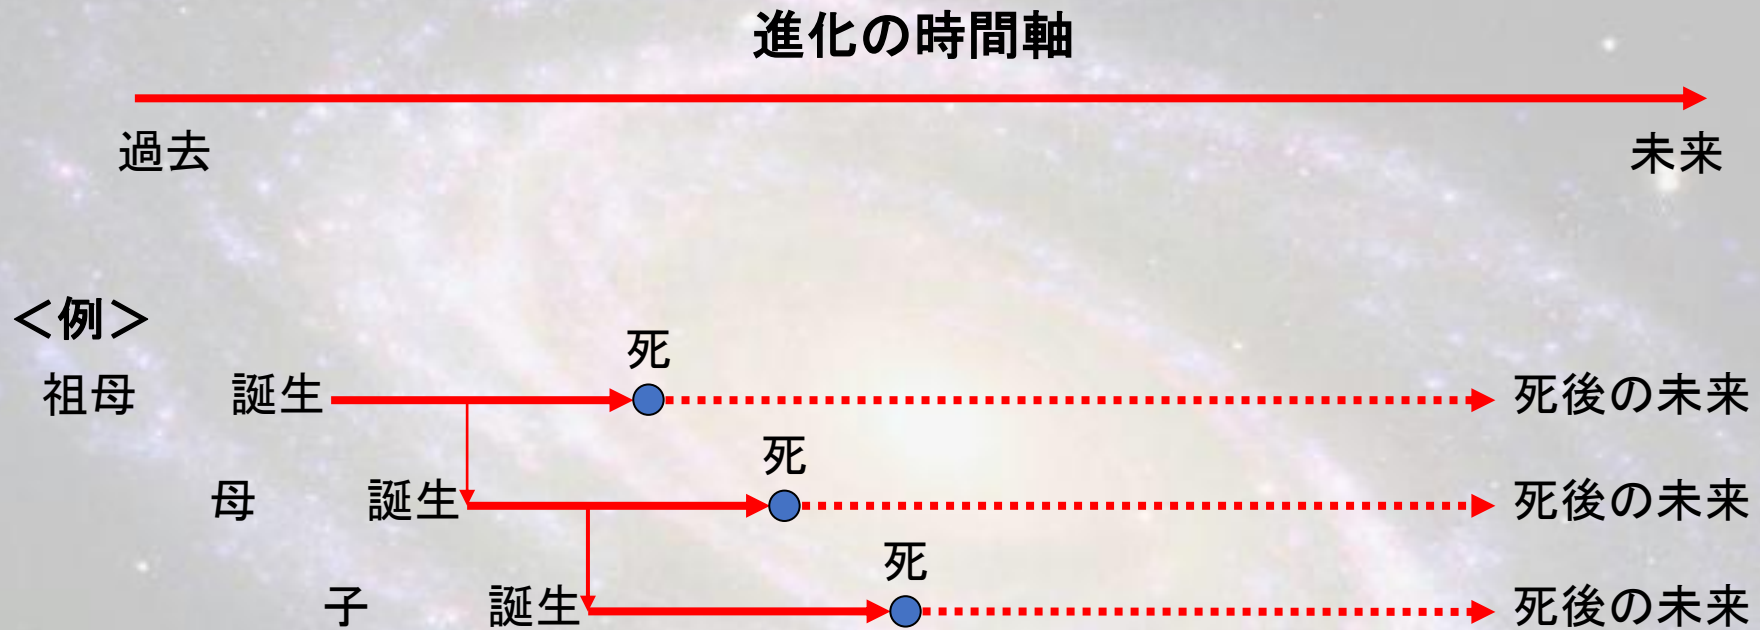 進化の時間軸
過去 未来
＜例＞
死
祖母 誕生 死後の未来
死
母 誕生 死後の未来
死
子 誕生 死後の未来